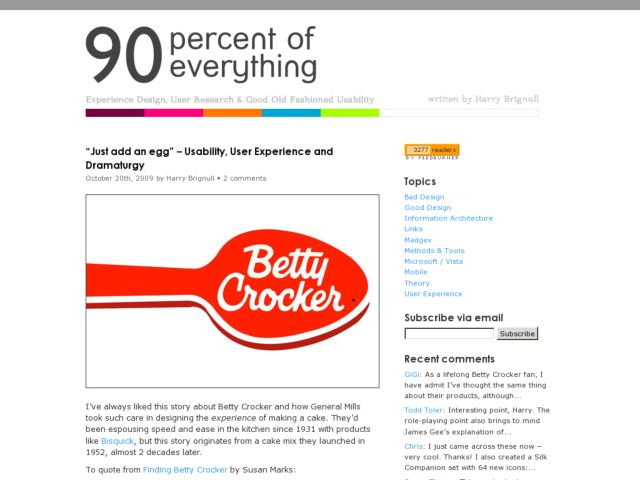 90 percent of
everything
Experience Design, User Research & Good Old Fashioned Usability
written by Harry Brignull
“Just add an egg” – Usability, User Experience and
Dramaturgy
October 20th, 2009 by Harry Brignull • 2 comments
Betty
Crocker
I’ve always liked this story about Betty Crocker and how General Mills
took such care in designing the experience of making a cake. They’d
been espousing speed and ease in the kitchen since 1931 with products
like Bisquick, but this story originates from a cake mix they launched in
1952, almost 2 decades later.
To quote from Finding Betty Crocker by Susan Marks:
3277 readers
BY FEEDBURNER
Topics
Bad Design
Good Design
Information Architecture
Links
Madgex
Methods & Tools
Microsoft / Vista
Mobile
Theory
User Experience
Subscribe via email
Subscribe
Recent comments
GiGi: As a lifelong Betty Crocker fan, I
have admit I’ve thought the same thing
about their products, although...
Todd Toler: Interesting point, Harry. The
role-playing point also brings to mind
James Gee’s explanation of...
Chris: I just came across these now –
very cool. Thanks! I also created a Silk
Companion set with 64 new icons:...